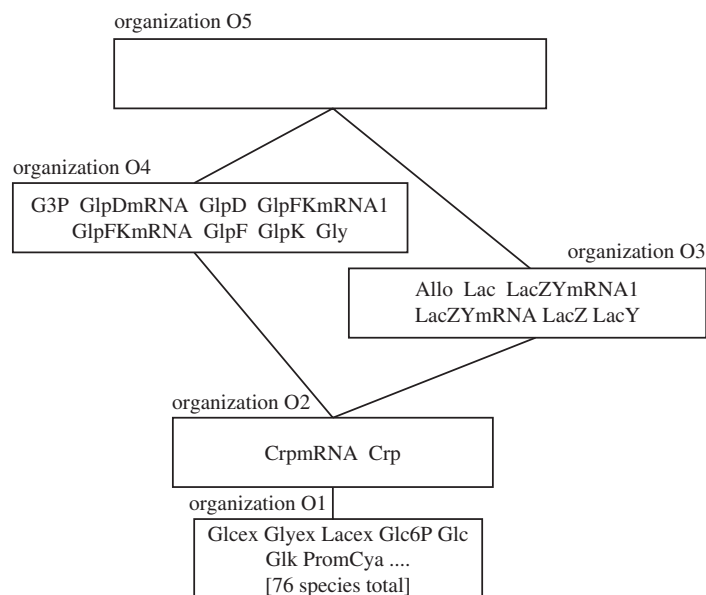 organization O5
organization O4
G3P GlpDmRNA GlpD GlpFKmRNA1
GlpFKmRNA GlpF GlpK Gly
organization O3
Allo Lac LacZYmRNA1
LacZYmRNA LacZ LacY
organization O2
CrpmRNA Crp
organization O1
Glcex Glyex Lacex Glc6P Glc
Glk PromCya ....
[76 species total]